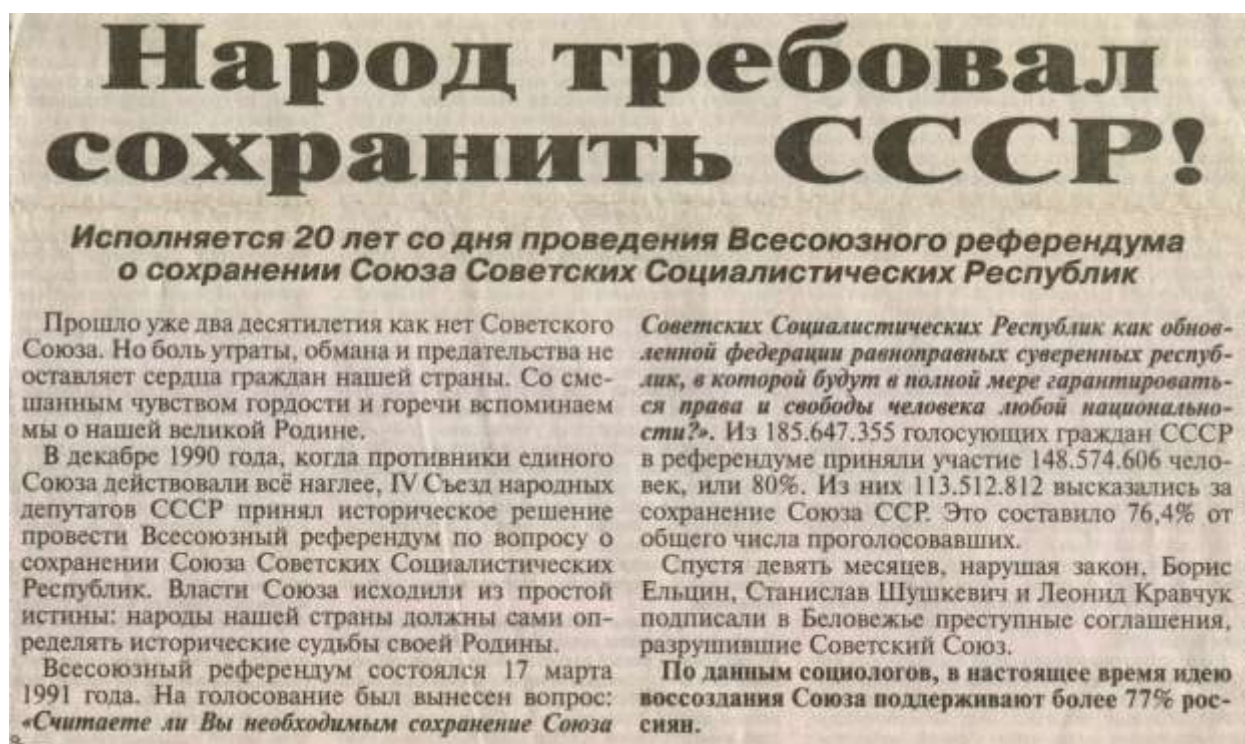 Народ требовал
сохранить СССР!
Исполняется 20 лет со дня проведения Всесоюзного референдума
о сохранении Союза Советских Социалистических Республик
Прошло уже два десятилетия как нет Советского
Союза. Но боль утраты, обмана и предательства не
оставляет сердца граждан нашей страны. Со сме-
шанным чувством гордости и горечи вспоминаем
мы о нашей великой Родине.
В декабре 1990 года, когда противники единого
Союза действовали всё наглее, IV Съезд народных
депутатов СССР принял историческое решение
провести Всесоюзный референдум по вопросу о
сохранении Союза Советских Социалистических
Республик. Власти Союза исходили из простой
истины: народы нашей страны должны сами оп-
ределять исторические судьбы своей Родины.
Всесоюзный референдум состоялся 17 марта
1991 года. На голосование был вынесен вопрос:
«Считаете ли Вы необходимым сохранение Союза
Советских Социалистических Республик как обнов-
ленной федерации равноправных суверенных респуб-
лик, в которой будут в полной мере гарантировать-
ся права и свободы человека любой национально-
сти?». Из 185.647.355 голосующих граждан СССР
в референдуме приняли участие 148.574.606 чело-
век, или 80%. Из них 113.512.812 высказались за
сохранение Союза ССР. Это составило 76,4% от
общего числа проголосовавших.
Спустя девять месяцев, нарушая закон, Борис
Ельцин, Станислав Шушкевич и Леонид Кравчук
подписали в Беловежье преступные соглашения,
разрушившие Советский Союз.
По данным социологов, в настоящее время идею
воссоздания Союза поддерживают более 77% рос-
сиян.